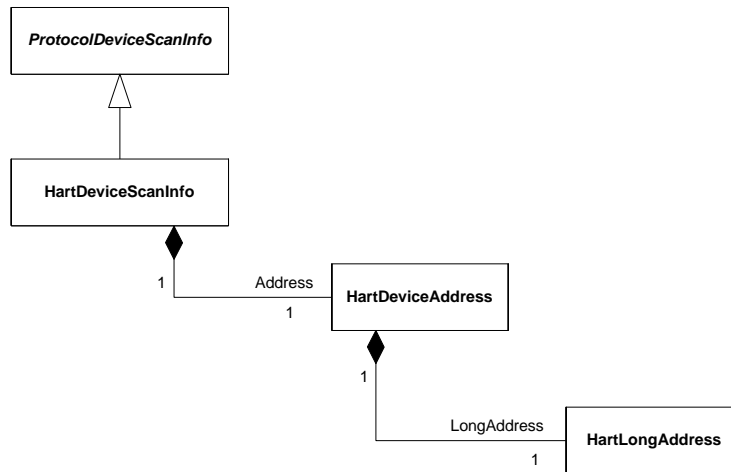 ProtocolDeviceScanInfo
HartDeviceScanInfo
1
Address
1
HartDeviceAddress
1
LongAddress
1
HartLongAddress